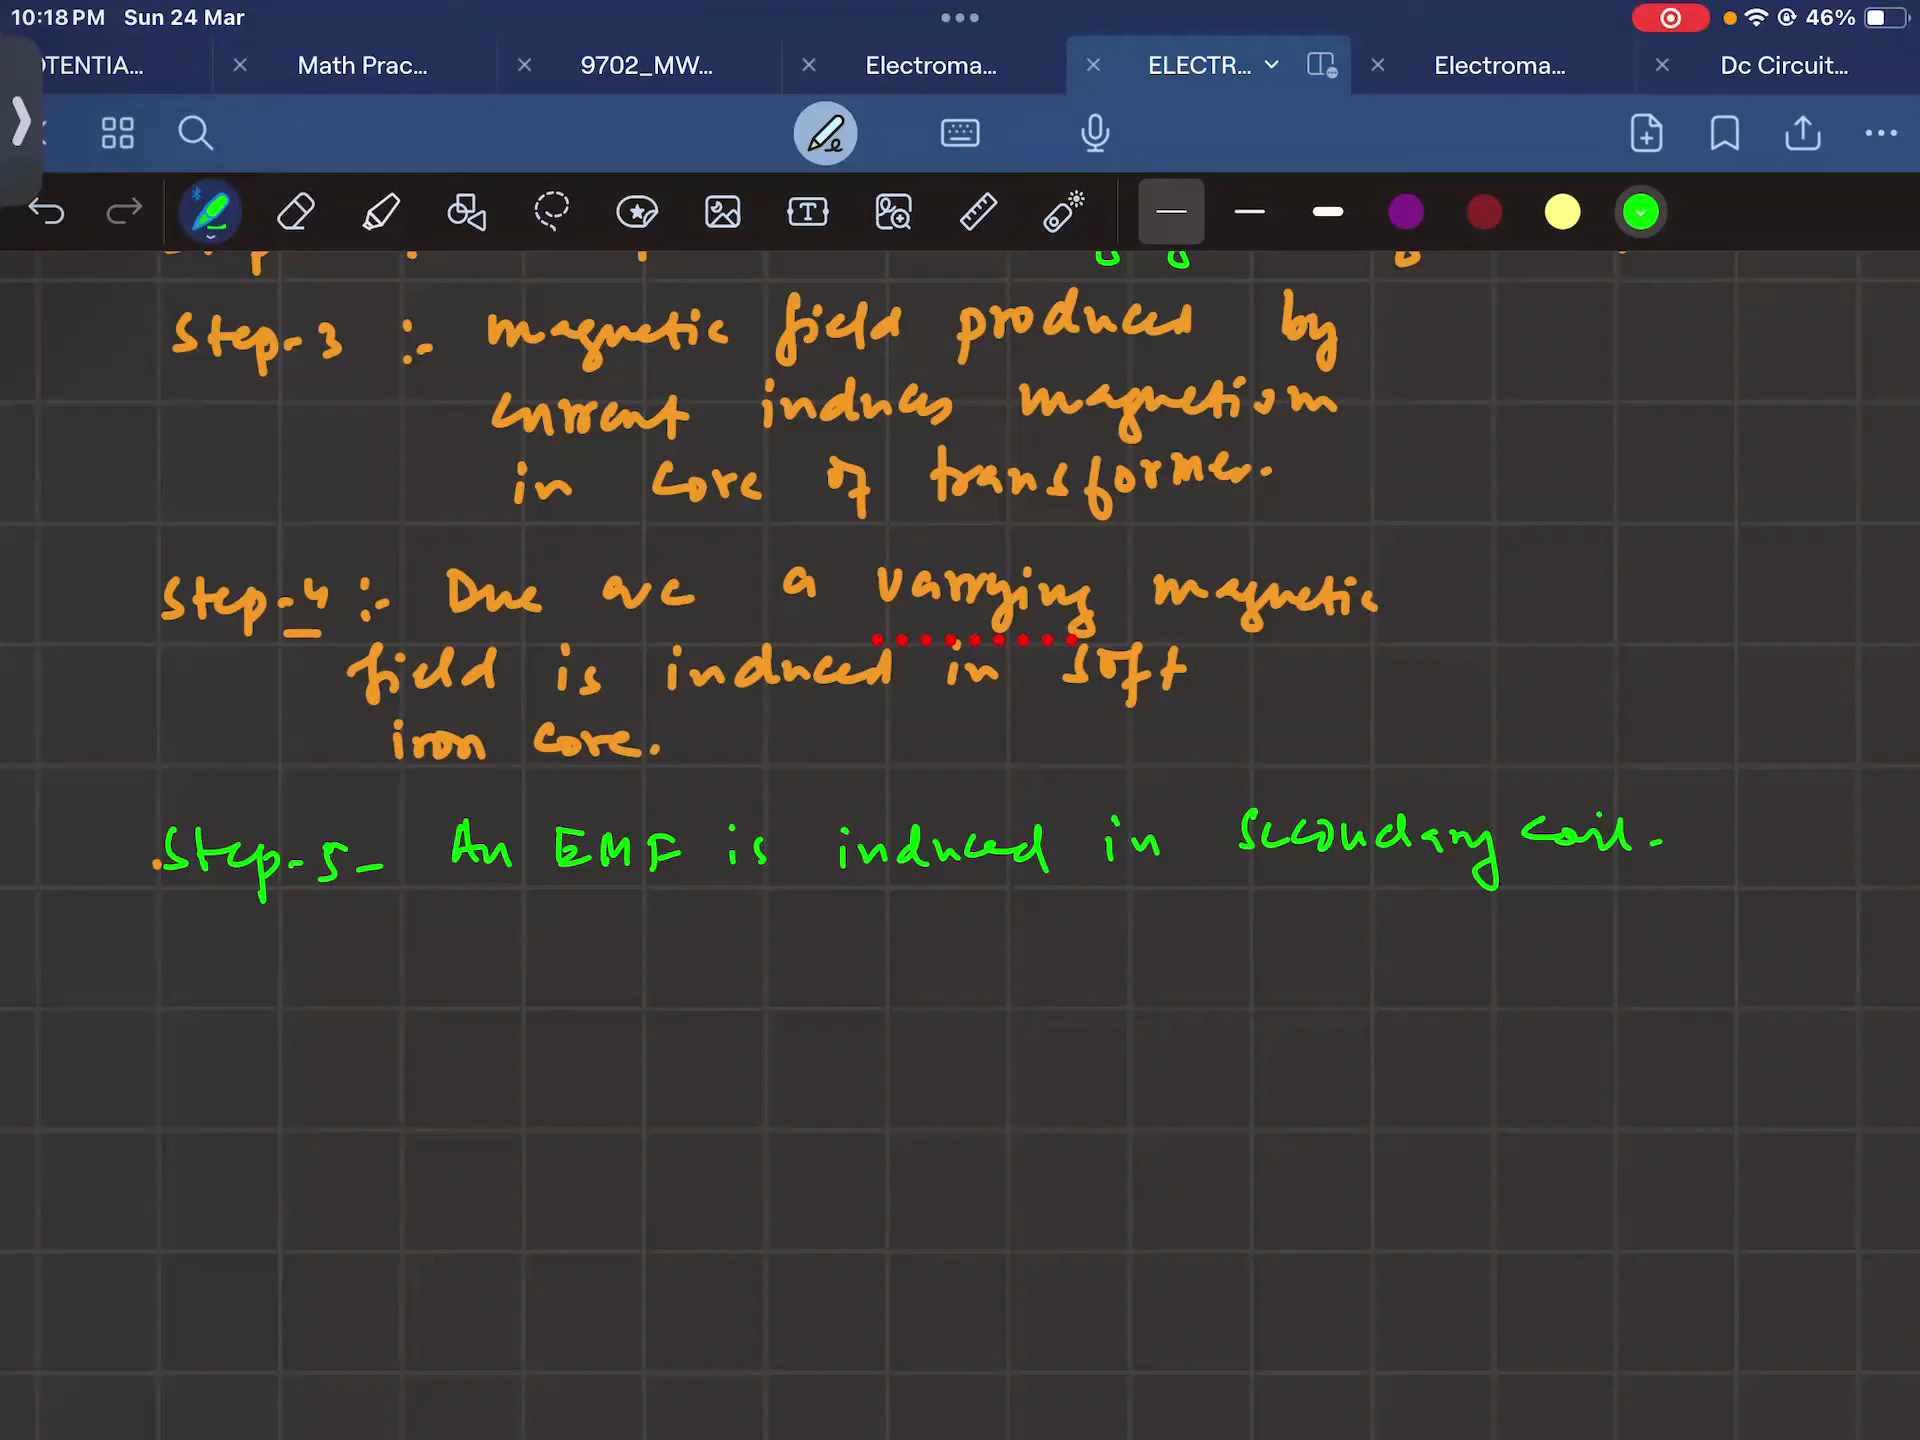 10:18 PM Sun 24 Mar
46%
OTENTIA...
Math Prac...
9702_MW...
Electroma...
ELECTR...
Electroma...
Dc Circuit...
Step-3 :- magnetic field produced by
current induces magnetism
in core of transformer.
Step-4 :- Due a varrying magnetic
field is induced in soft
iron core.
Step-5- An EMF is induced in Secondary coil.